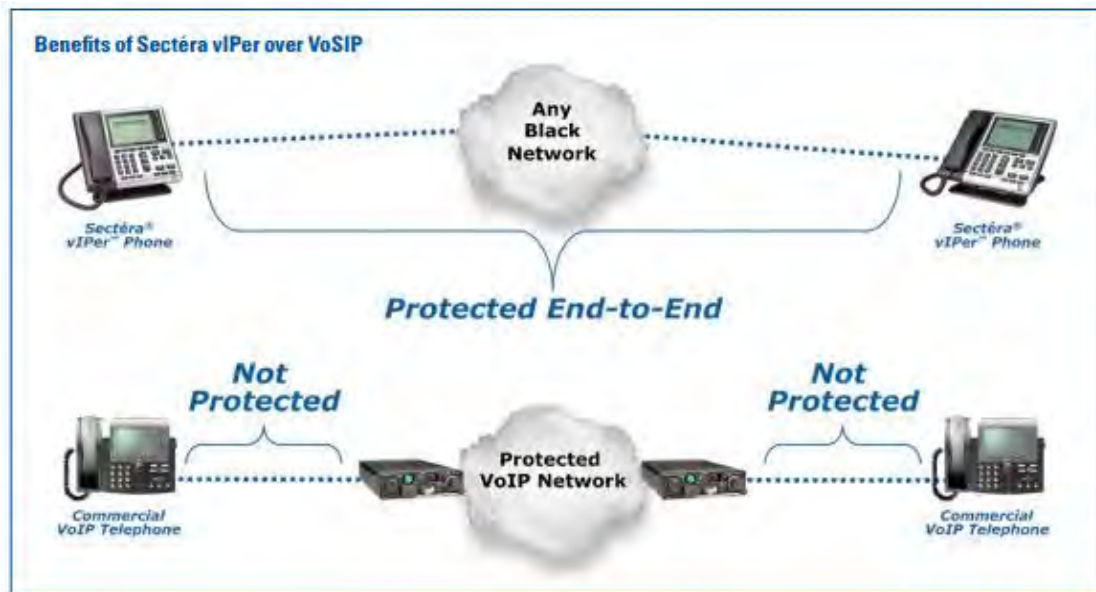 Benefits of Sectéra vIPer over VoSIP
Any
Black
Network
Sectéra®
vIPer™ Phone
Sectéra®
vIPer™ Phone
Protected End-to-End
Not
Protected
Not
Protected
Protected
VoIP Network
Commercial
VoIP Telephone
Commercial
VoIP Telephone